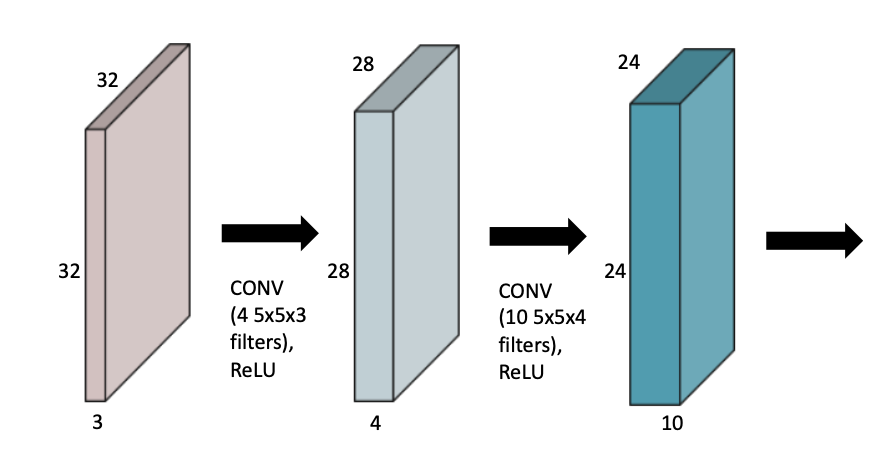 32
32
3
CONV
(4 5x5x3
filters),
ReLU
28
28
4
CONV
(10 5x5x4
filters),
ReLU
24
24
10